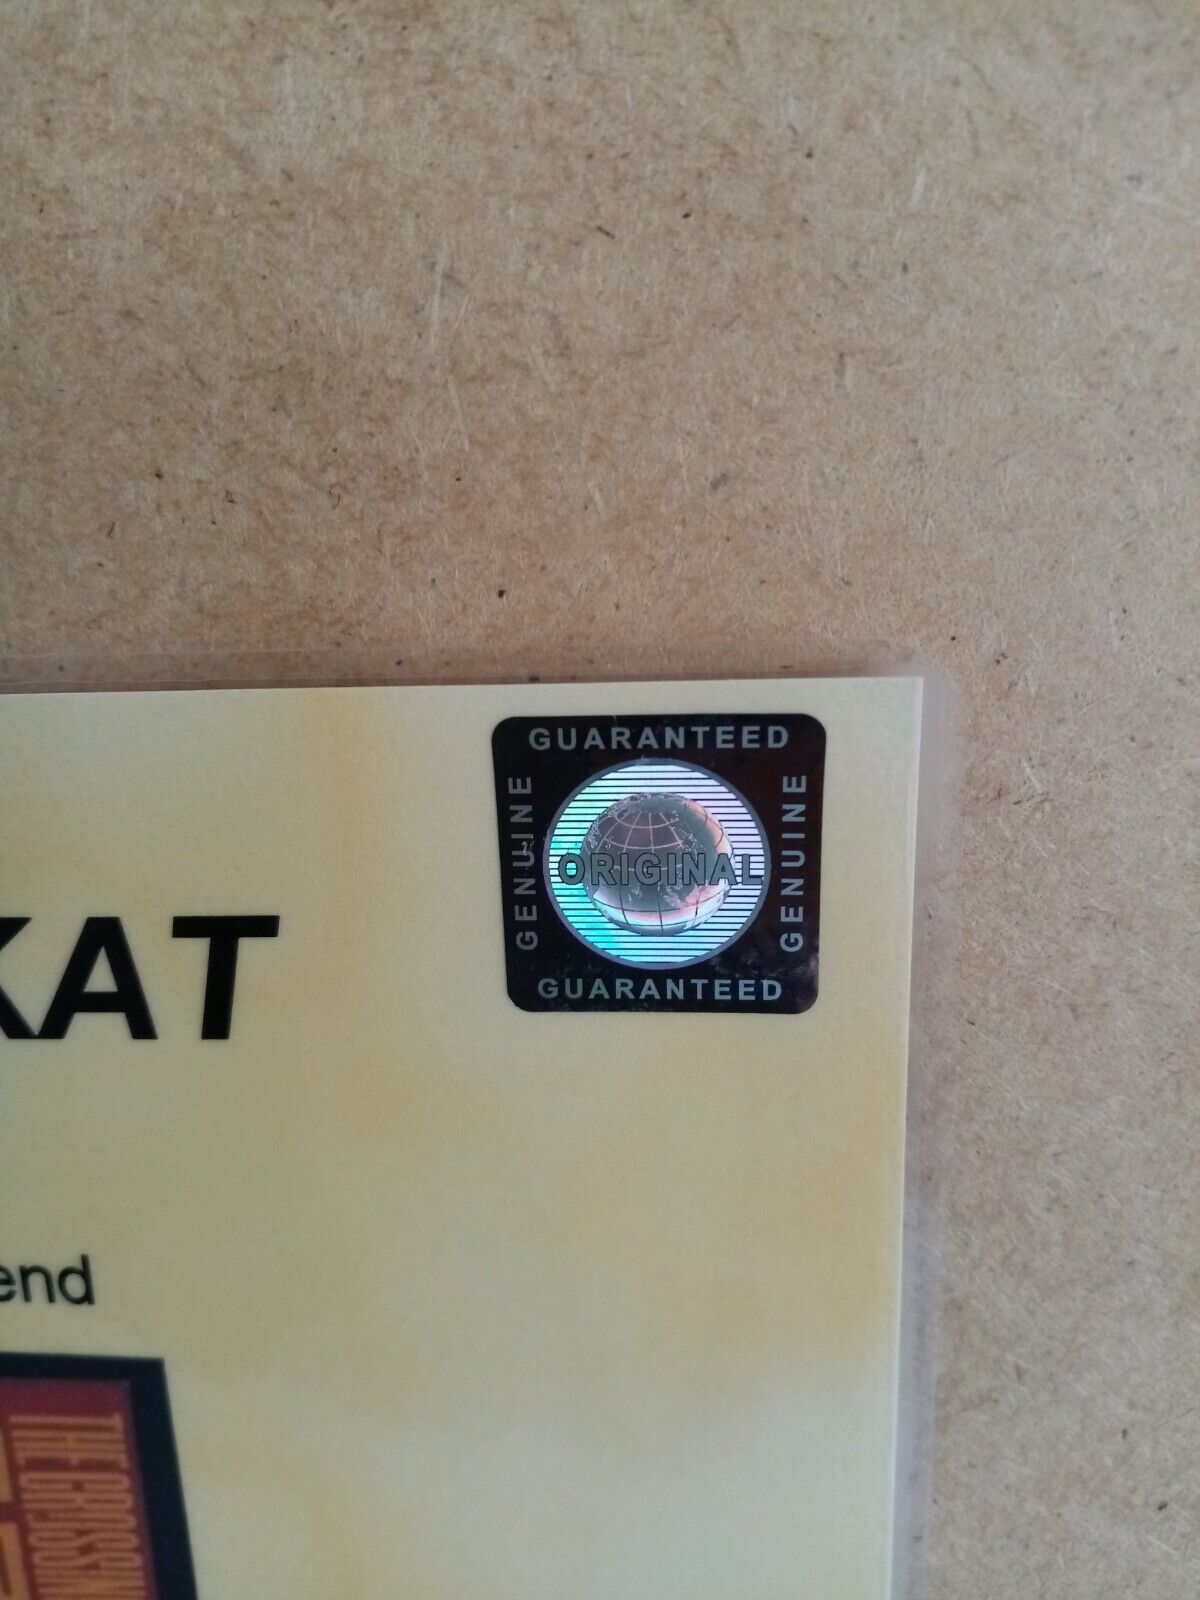 GUARANTEED
GENUINE
ORIGINAL
GENUINE
GUARANTEED
KAT
end